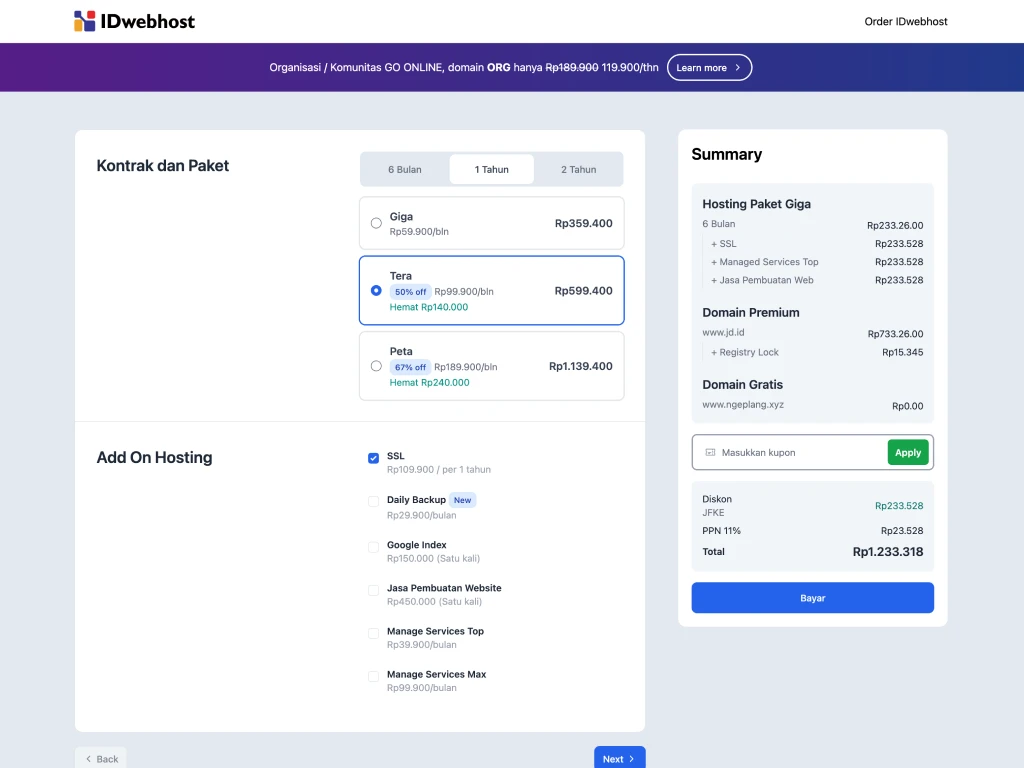 IDwebhost
Order IDwebhost
Organisasi / Komunitas GO ONLINE, domain ORG hanya Rp189.900 119.900/thn
Learn more
Kontrak dan Paket
6 Bulan
1 Tahun
2 Tahun
Giga
Rp59.900/bln
Rp359.400
Tera
50% off Rp99.900/bln
Hemat Rp140.000
Rp599.400
Peta
67% off Rp189.900/bln
Hemat Rp240.000
Rp1.139.400
Add On Hosting
SSL
Rp109.900 / per 1 tahun
Daily Backup New
Rp29.900/bulan
Google Index
Rp150.000 (Satu kali)
Jasa Pembuatan Website
Rp450.000 (Satu kali)
Manage Services Top
Rp39.900/bulan
Manage Services Max
Rp99.900/bulan
Back
Next
Summary
Hosting Paket Giga
6 Bulan Rp233.26.00
+ SSL Rp233.528
+ Managed Services Top Rp233.528
+ Jasa Pembuatan Web Rp233.528
Domain Premium
www.jd.id Rp733.26.00
+ Registry Lock Rp15.345
Domain Gratis
www.ngeplang.xyz Rp0.00
Masukkan kupon
Apply
Diskon
JFKE
Rp233.528
PPN 11% Rp23.528
Total Rp1.233.318
Bayar